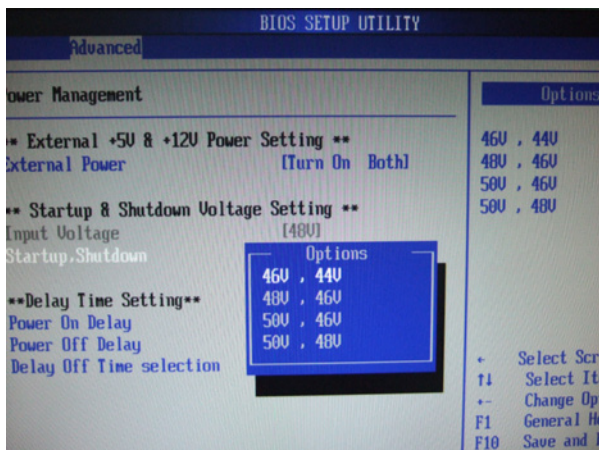 BIOS SETUP UTILITY
Advanced
ower Management
** External +5V & +12V Power Setting **
External Power [Turn On Both]
** Startup & Shutdown Voltage Setting **
Input Voltage [48V]
Startup,Shutdown
**Delay Time Setting**
Power On Delay
Power Off Delay
Delay Off Time selection
Options
46V , 44V
48V , 46V
50V , 46V
50V , 48V
Options
46V , 44V
48V , 46V
50V , 46V
50V , 48V
← Select Scr
↑↓ Select It
+- Change Op
F1 General He
F10 Save and